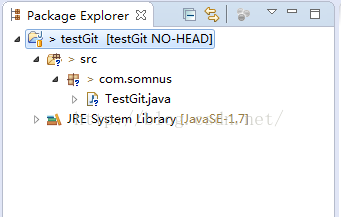 Package Explorer
> testGit [testGit NO-HEAD]
> src
> com.somnus
TestGit.java
JRE System Library [JavaSE-1.7]